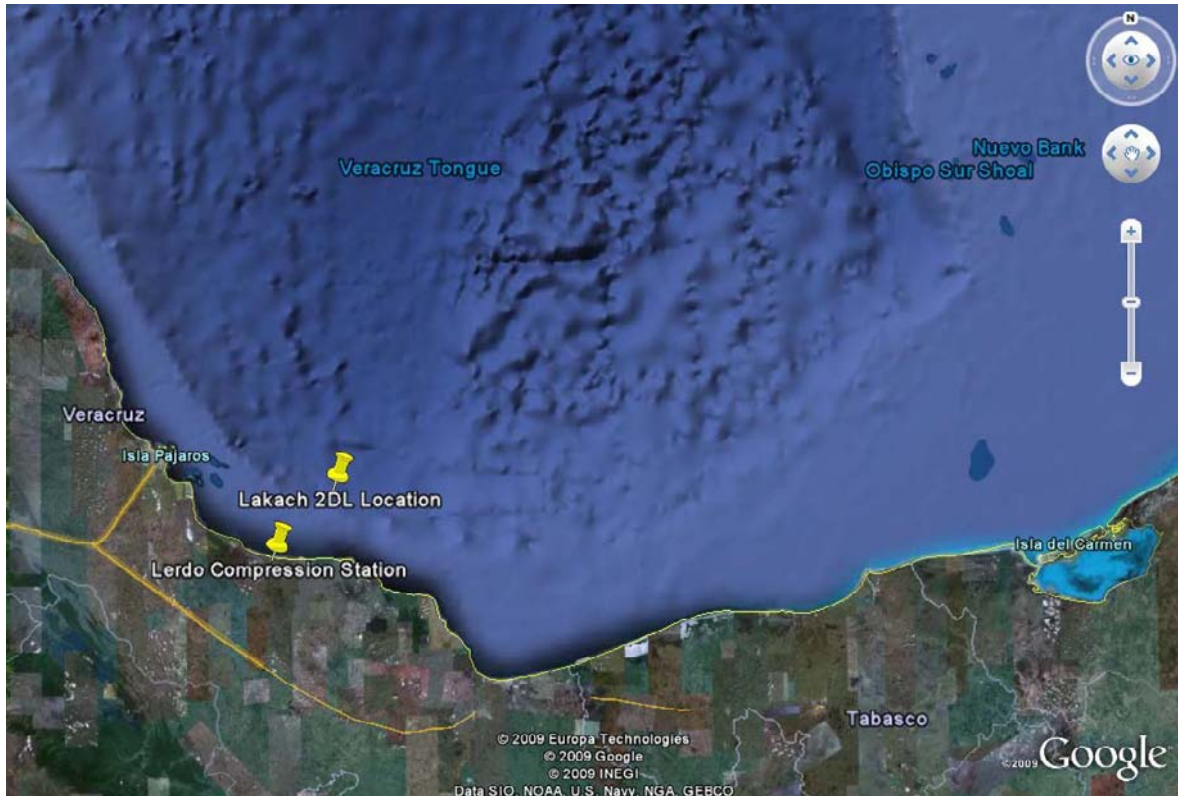 N
Nuevo Bank
Veracruz Tongue
Obispo Sur Shoal
+
−
Veracruz
Isla Pajaros
Lakach 2DL Location
Isla del Carmen
Lerdo Compression Station
Tabasco
© 2009 Europa Technologies
© 2009 Google
© 2009 INEGI
Data SIO, NOAA, U.S. Navy, NGA, GEBCO
©2009 Google